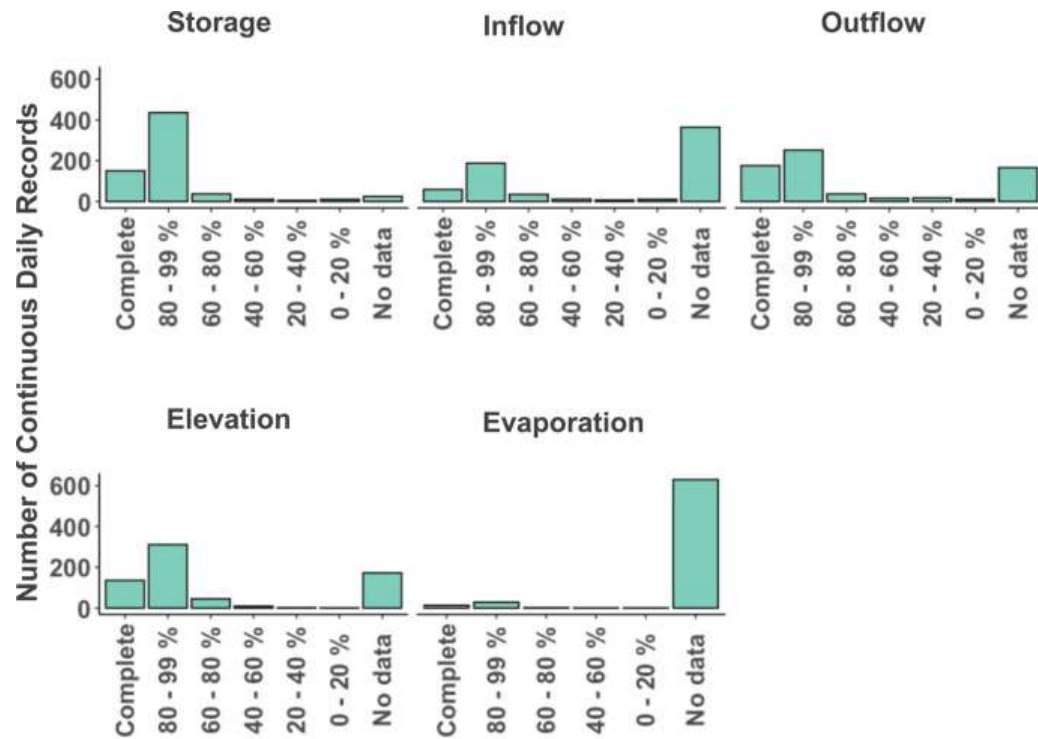 Storage
Inflow
Outflow
Number of Continuous Daily Records
600
400
200
0
Complete
80 - 99 %
60 - 80 %
40 - 60 %
20 - 40 %
0 - 20 %
No data
Complete
80 - 99 %
60 - 80 %
40 - 60 %
20 - 40 %
0 - 20 %
No data
Complete
80 - 99 %
60 - 80 %
40 - 60 %
20 - 40 %
0 - 20 %
No data
Elevation
Evaporation
600
400
200
0
Complete
80 - 99 %
60 - 80 %
40 - 60 %
20 - 40 %
0 - 20 %
No data
Complete
80 - 99 %
60 - 80 %
40 - 60 %
0 - 20 %
No data